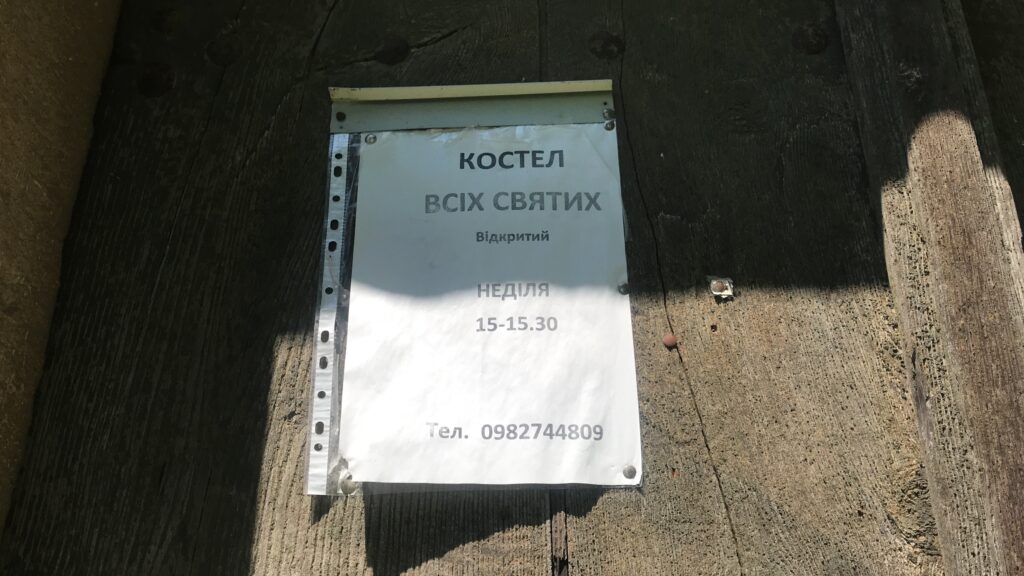 КОСТЕЛ
ВСІХ СВЯТИХ
Відкритий
НЕДІЛЯ
15-15.30
Тел. 0982744809